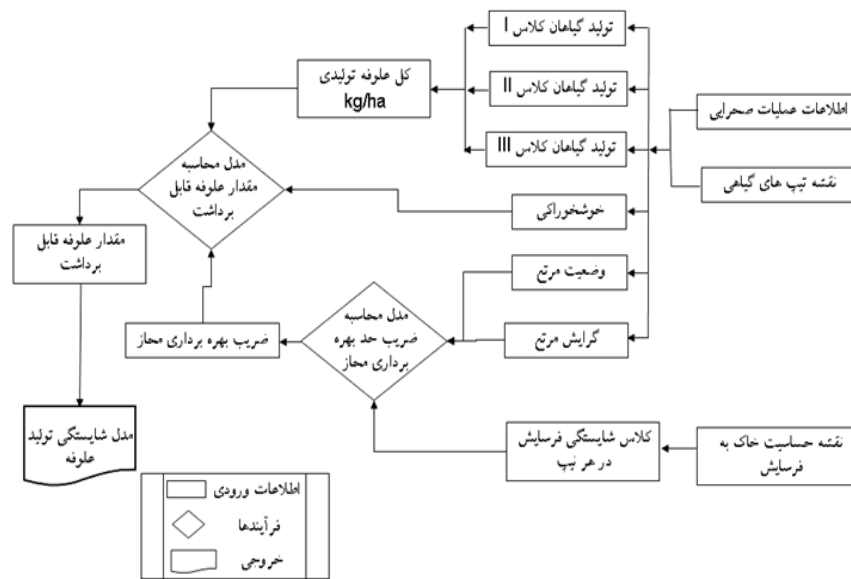 تولید گیاهان کلاس I
کل علوفه تولیدی
kg/ha
تولید گیاهان کلاس II
اطلاعات عملیات صحرایی
تولید گیاهان کلاس III
مدل محاسبه
مقدار علوفه قابل
برداشت
نقشه تیپ های گیاهی
خوشخوراکی
مقدار علوفه قابل
برداشت
وضعیت مرتع
مدل محاسبه
ضریب حد بهره
برداری مجاز
ضریب بهره برداری مجاز
گرایش مرتع
مدل شایستگی تولید
علوفه
کلاس شایستگی فرسایش
در هر تیپ
نقشه حساسیت خاک به
فرسایش
اطلاعات ورودی
فرآیندها
خروجی